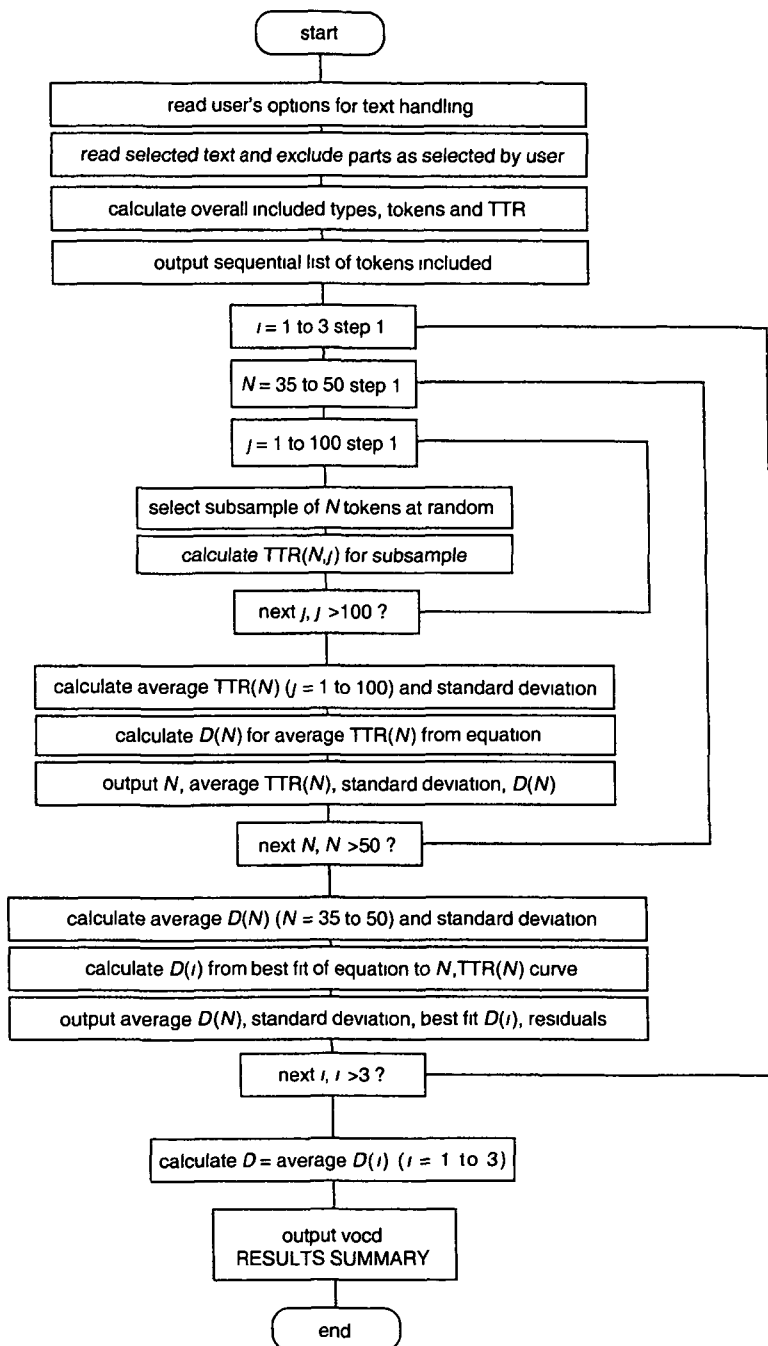 start
read user's options for text handling
read selected text and exclude parts as selected by user
calculate overall included types, tokens and TTR
output sequential list of tokens included
i = 1 to 3 step 1
N = 35 to 50 step 1
j = 1 to 100 step 1
select subsample of N tokens at random
calculate TTR(N,j) for subsample
next j, j >100 ?
calculate average TTR(N) (j = 1 to 100) and standard deviation
calculate D(N) for average TTR(N) from equation
output N, average TTR(N), standard deviation, D(N)
next N, N >50 ?
calculate average D(N) (N = 35 to 50) and standard deviation
calculate D(i) from best fit of equation to N,TTR(N) curve
output average D(N), standard deviation, best fit D(i), residuals
next i, i >3 ?
calculate D = average D(i) (i = 1 to 3)
output vocd
RESULTS SUMMARY
end